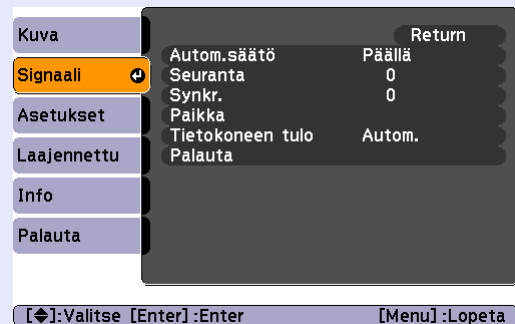 Kuva
Signaali
Asetukset
Laajennettu
Info
Palauta
Return
Autom.säätö Päällä
Seuranta 0
Synkr. 0
Paikka
Tietokoneen tulo Autom.
Palauta
[◆]:Valitse [Enter]:Enter [Menu]:Lopeta